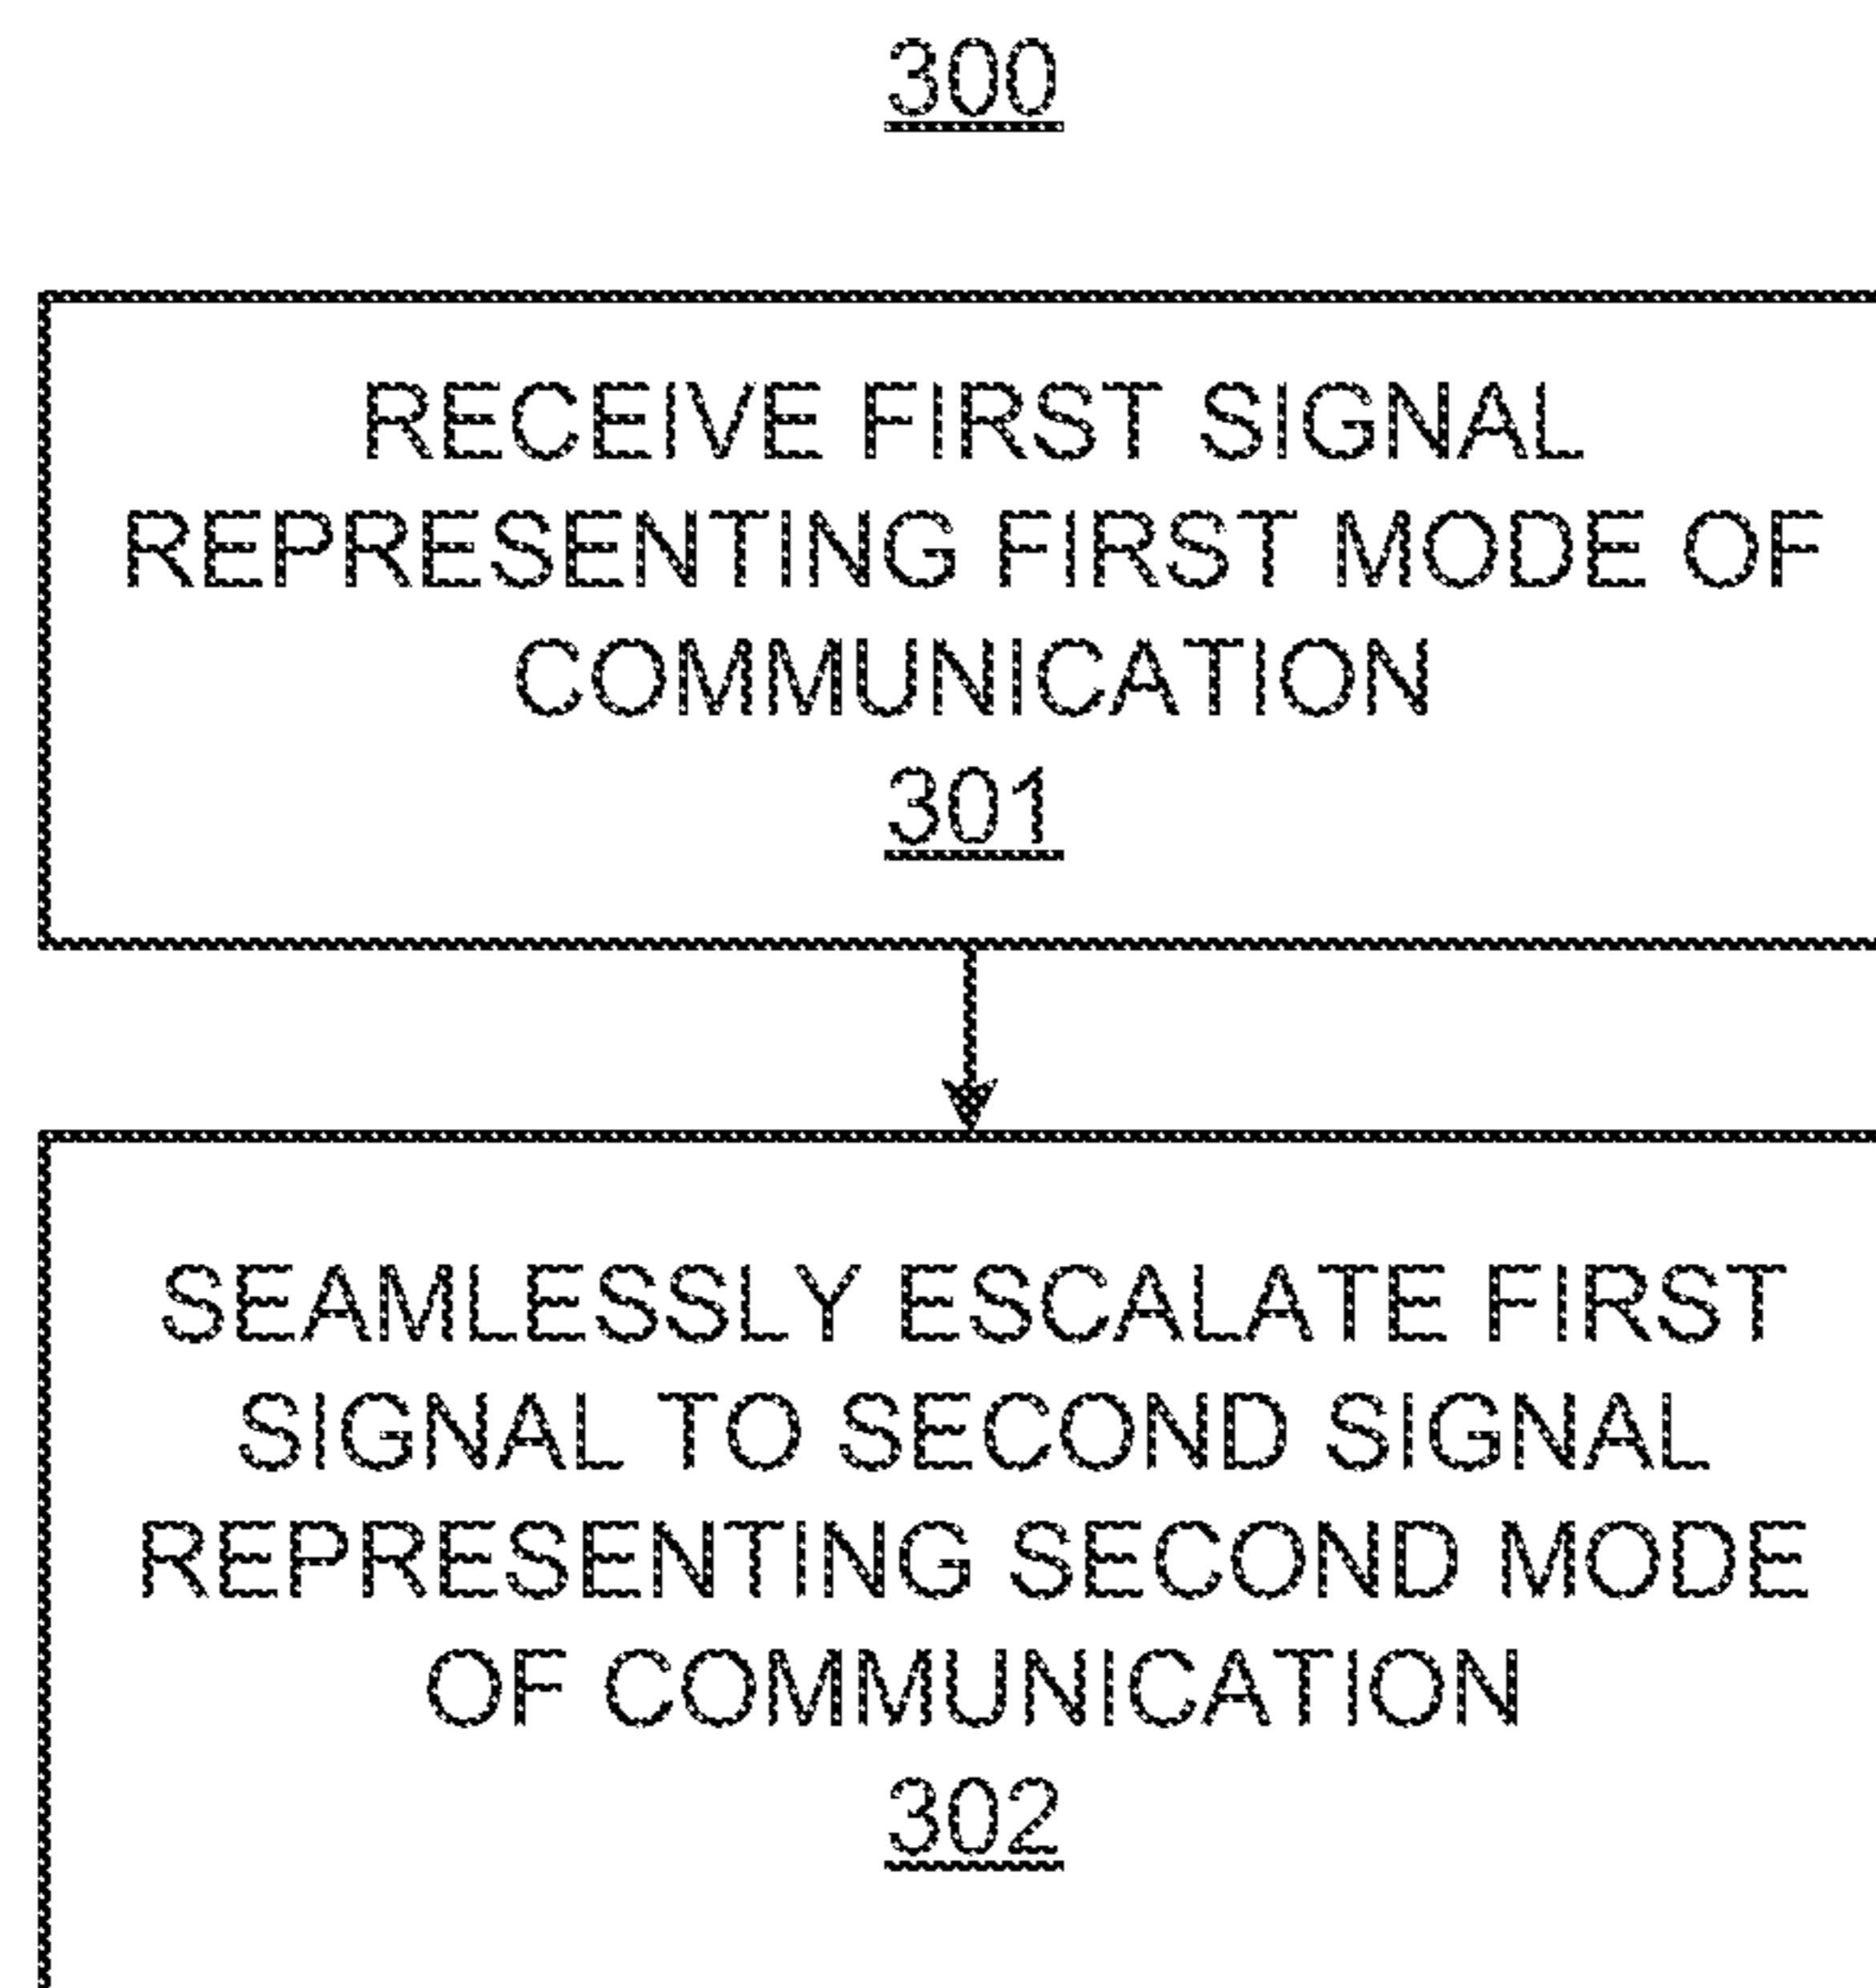 300
RECEIVE FIRST SIGNAL
REPRESENTING FIRST MODE OF
COMMUNICATION
301
SEAMLESSLY ESCALATE FIRST
SIGNAL TO SECOND SIGNAL
REPRESENTING SECOND MODE
OF COMMUNICATION
302